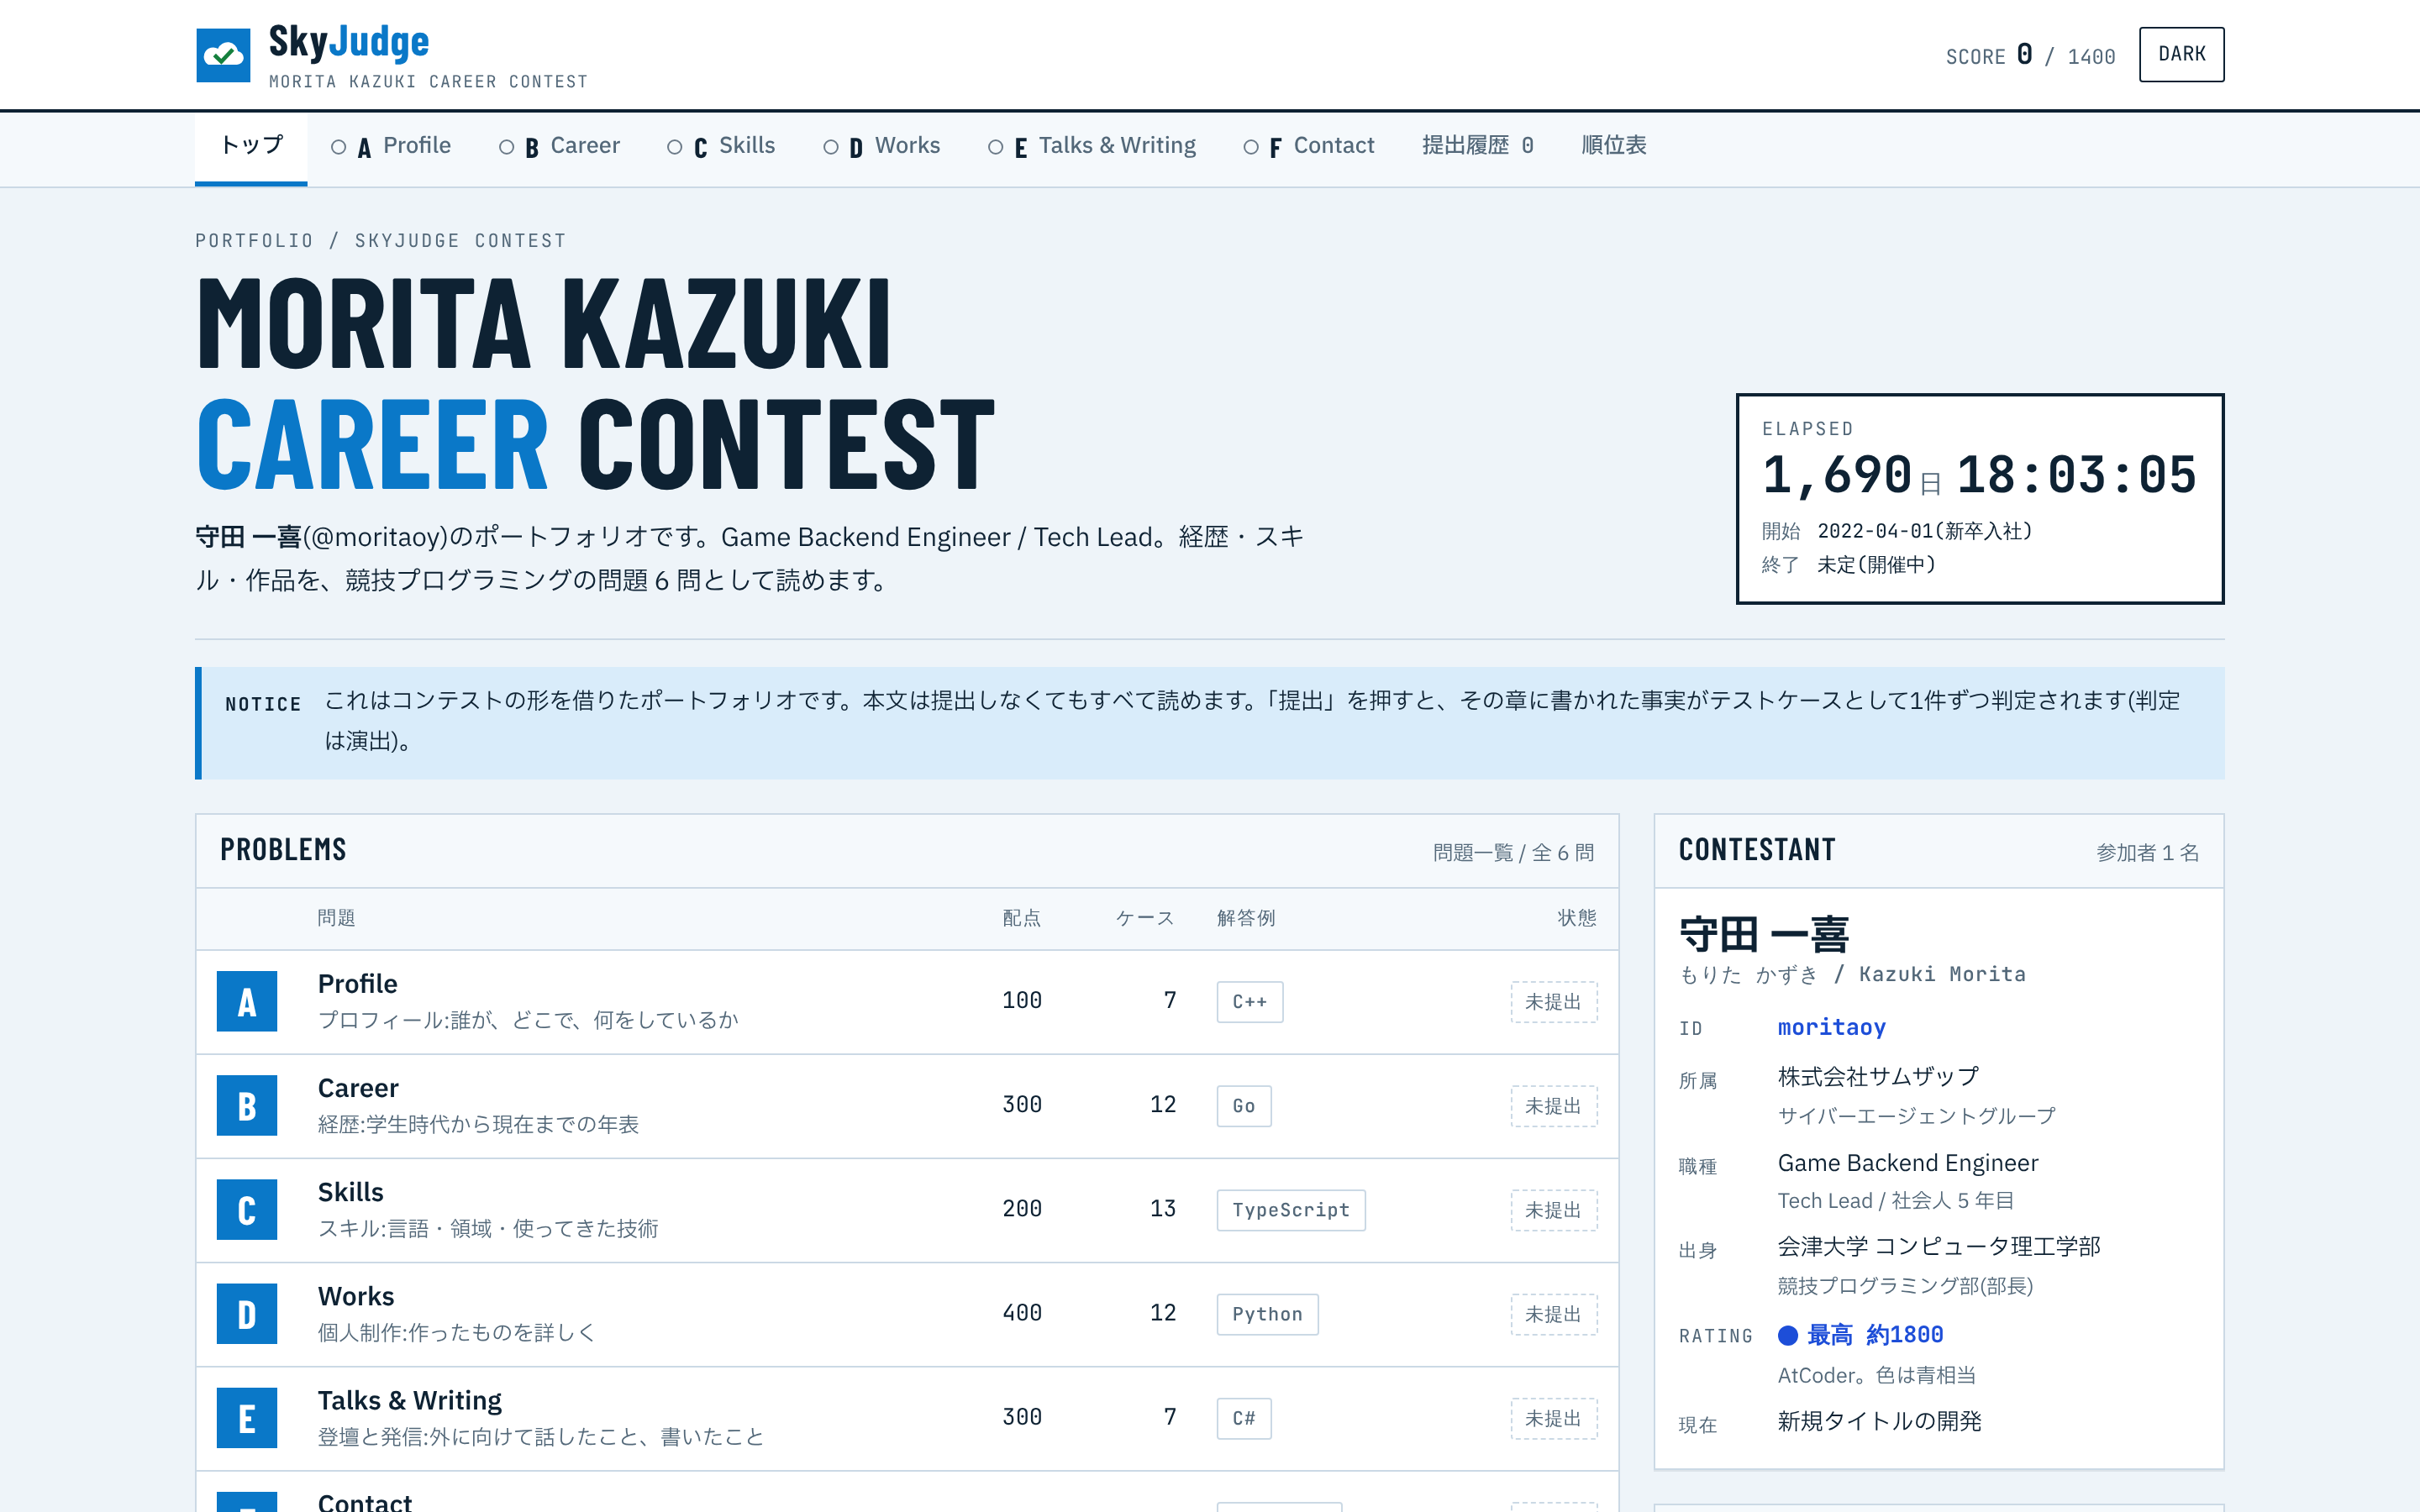 SkyJudge
MORITA KAZUKI CAREER CONTEST
SCORE 0 / 1400
DARK
トップ
A Profile
B Career
C Skills
D Works
E Talks & Writing
F Contact
提出履歴 0
順位表
PORTFOLIO / SKYJUDGE CONTEST
MORITA KAZUKI
CAREER CONTEST
守田 一喜(@moritaoy)のポートフォリオです。Game Backend Engineer / Tech Lead。経歴・スキ
ル・作品を、競技プログラミングの問題 6 問として読めます。
ELAPSED
1,690日 18:03:05
開始 2022-04-01(新卒入社)
終了 未定(開催中)
NOTICE これはコンテストの形を借りたポートフォリオです。本文は提出しなくてもすべて読めます。「提出」を押すと、その章に書かれた事実がテストケースとして1件ずつ判定されます(判定
は演出)。
PROBLEMS
問題一覧 / 全 6 問
問題 配点 ケース 解答例 状態
A Profile 100 7 C++ 未提出
プロフィール:誰が、どこで、何をしているか
B Career 300 12 Go 未提出
経歴:学生時代から現在までの年表
C Skills 200 13 TypeScript 未提出
スキル:言語・領域・使ってきた技術
D Works 400 12 Python 未提出
個人制作:作ったものを詳しく
E Talks & Writing 300 7 C# 未提出
登壇と発信:外に向けて話したこと、書いたこと
Contact
CONTESTANT
参加者 1 名
守田 一喜
もりた かずき / Kazuki Morita
ID moritaoy
所属 株式会社サムザップ
サイバーエージェントグループ
職種 Game Backend Engineer
Tech Lead / 社会人 5 年目
出身 会津大学 コンピュータ理工学部
競技プログラミング部(部長)
RATING 最高 約1800
AtCoder。色は青相当
現在 新規タイトルの開発